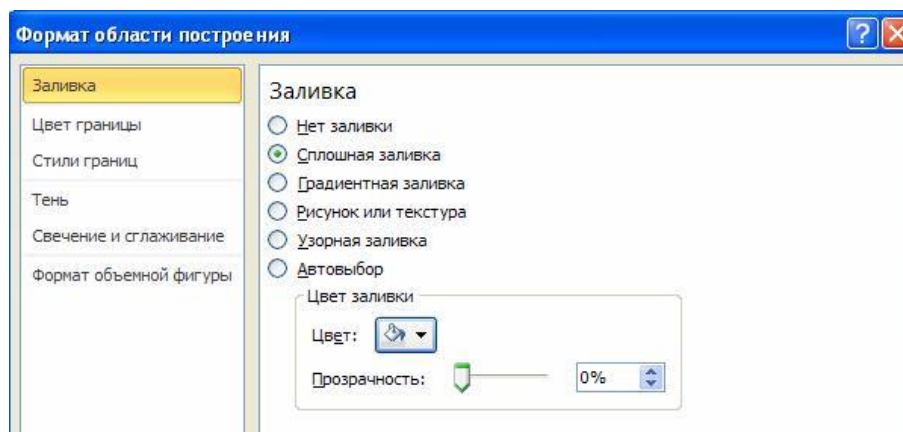 Формат области построения
Заливка
Цвет границы
Стили границ
Тень
Свечение и сглаживание
Формат объемной фигуры
Заливка
Нет заливки
Сплошная заливка
Градиентная заливка
Рисунок или текстура
Узорная заливка
Автовыбор
Цвет заливки
Цвет:
Прозрачность: 0%